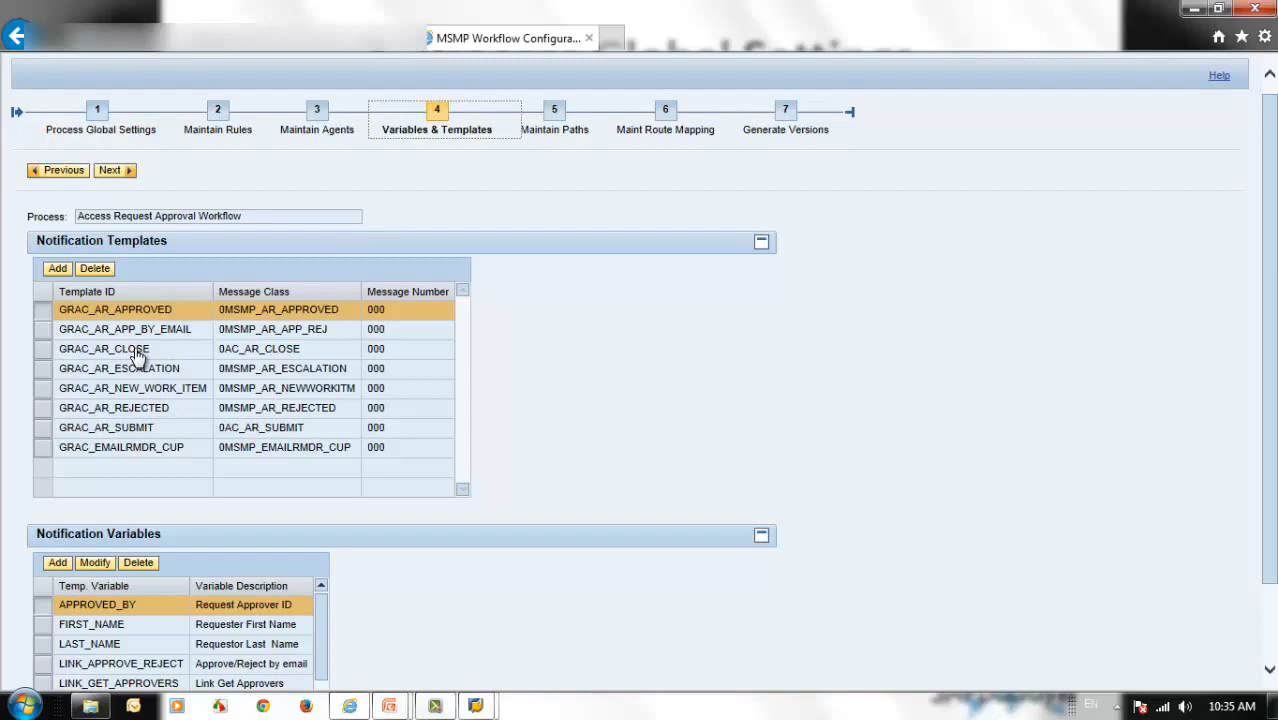 MSMP Workflow Configura...
Help
1 2 3 4 5 6 7
Process Global Settings Maintain Rules Maintain Agents Variables & Templates Maintain Paths Maint Route Mapping Generate Versions
Previous Next
Process: Access Request Approval Workflow
Notification Templates
Add Delete
Template ID Message Class Message Number
GRAC_AR_APPROVED 0MSMP_AR_APPROVED 000
GRAC_AR_APP_BY_EMAIL 0MSMP_AR_APP_REJ 000
GRAC_AR_CLOSE 0AC_AR_CLOSE 000
GRAC_AR_ESCALATION 0MSMP_AR_ESCALATION 000
GRAC_AR_NEW_WORK_ITEM 0MSMP_AR_NEWWORKITM 000
GRAC_AR_REJECTED 0MSMP_AR_REJECTED 000
GRAC_AR_SUBMIT 0AC_AR_SUBMIT 000
GRAC_EMAILRMDR_CUP 0MSMP_EMAILRMDR_CUP 000
Notification Variables
Add Modify Delete
Temp. Variable Variable Description
APPROVED_BY Request Approver ID
FIRST_NAME Requester First Name
LAST_NAME Requestor Last Name
LINK_APPROVE_REJECT Approve/Reject by email
LINK_GET_APPROVERS Link Get Approvers
EN 10:35 AM